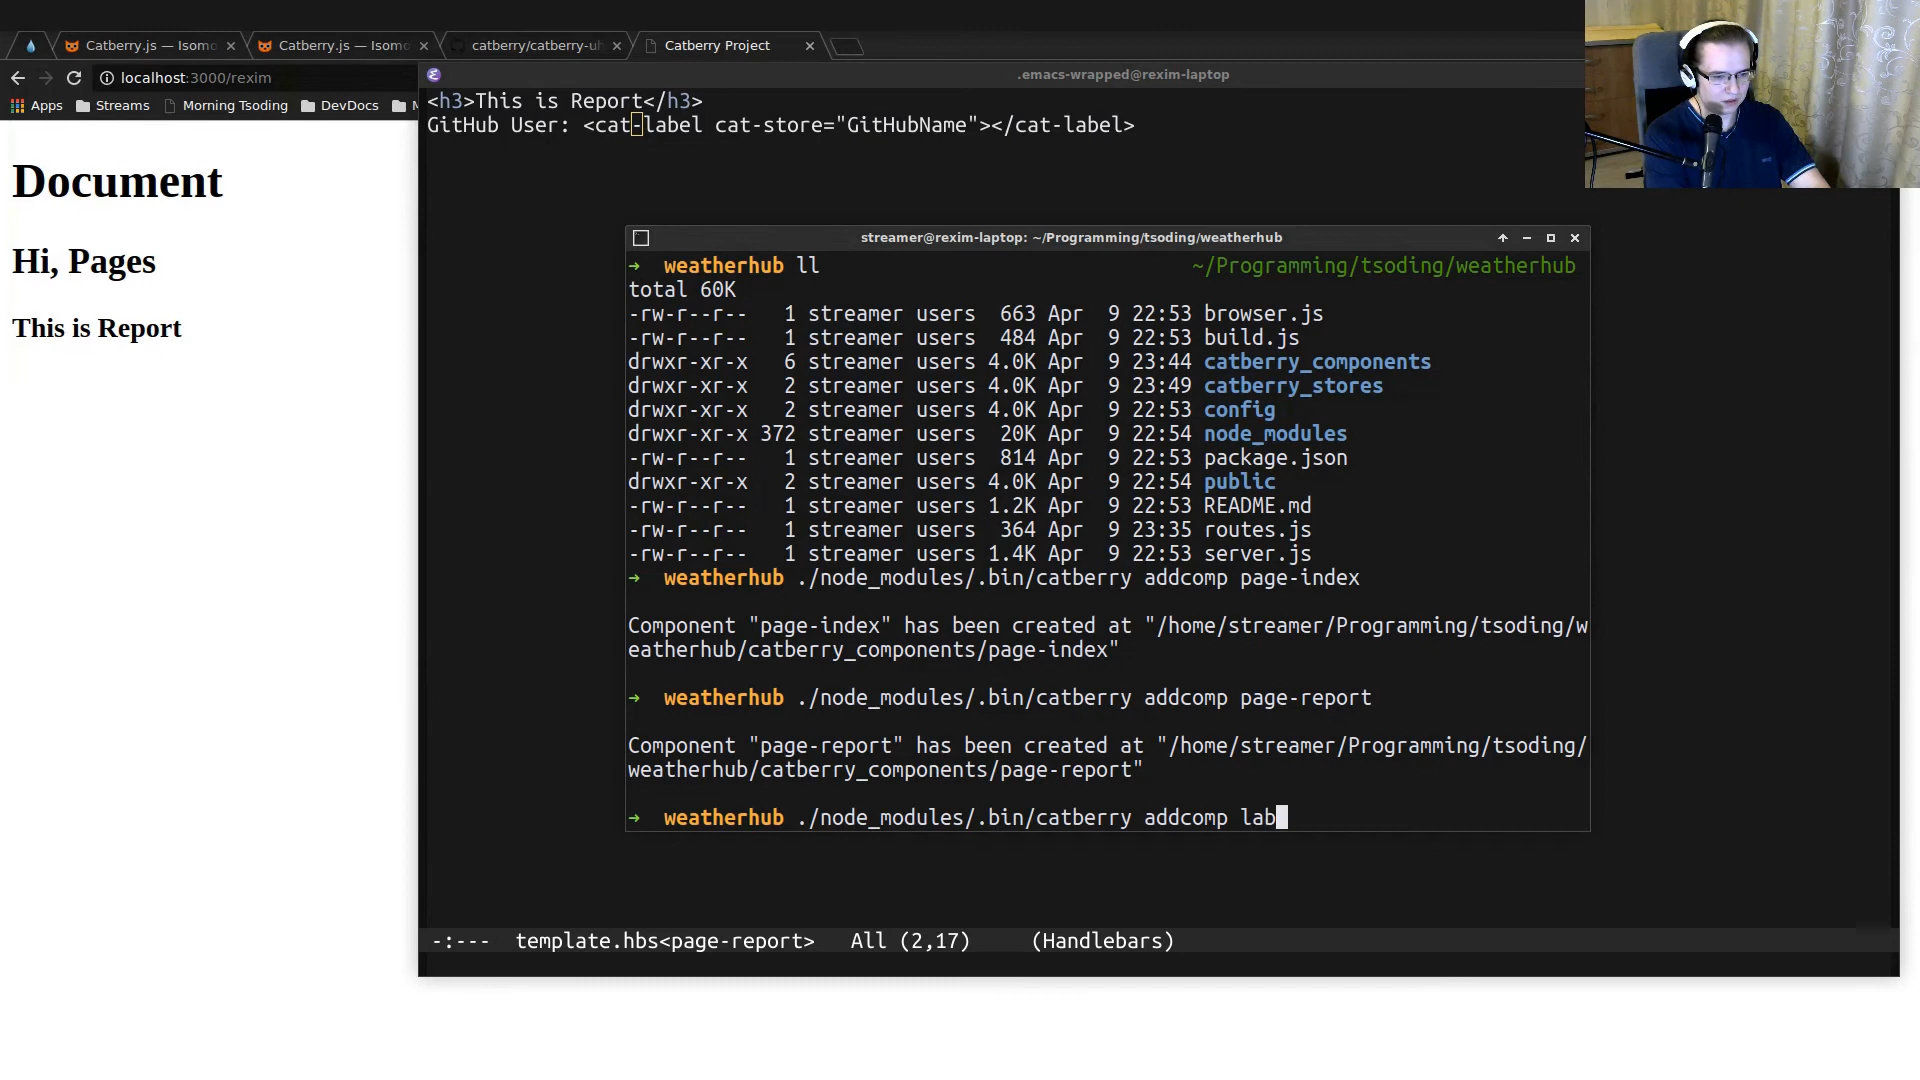 Catberry.js — Isomo
Catberry.js — Isomo
catberry/catberry-ul
Catberry Project
localhost:3000/rexim
Apps
Streams
Morning Tsoding
DevDocs
Document
Hi, Pages
This is Report
.emacs-wrapped@rexim-laptop
<h3>This is Report</h3>
GitHub User: <cat-label cat-store="GitHubName"></cat-label>
streamer@rexim-laptop: ~/Programming/tsoding/weatherhub
➜ weatherhub ll ~/Programming/tsoding/weatherhub
total 60K
-rw-r--r-- 1 streamer users 663 Apr 9 22:53 browser.js
-rw-r--r-- 1 streamer users 484 Apr 9 22:53 build.js
drwxr-xr-x 6 streamer users 4.0K Apr 9 23:44 catberry_components
drwxr-xr-x 2 streamer users 4.0K Apr 9 23:49 catberry_stores
drwxr-xr-x 2 streamer users 4.0K Apr 9 22:53 config
drwxr-xr-x 372 streamer users 20K Apr 9 22:54 node_modules
-rw-r--r-- 1 streamer users 814 Apr 9 22:53 package.json
drwxr-xr-x 2 streamer users 4.0K Apr 9 22:54 public
-rw-r--r-- 1 streamer users 1.2K Apr 9 22:53 README.md
-rw-r--r-- 1 streamer users 364 Apr 9 23:35 routes.js
-rw-r--r-- 1 streamer users 1.4K Apr 9 22:53 server.js
➜ weatherhub ./node_modules/.bin/catberry addcomp page-index
Component "page-index" has been created at "/home/streamer/Programming/tsoding/w
eatherhub/catberry_components/page-index"
➜ weatherhub ./node_modules/.bin/catberry addcomp page-report
Component "page-report" has been created at "/home/streamer/Programming/tsoding/
weatherhub/catberry_components/page-report"
➜ weatherhub ./node_modules/.bin/catberry addcomp lab
-:--- template.hbs<page-report> All (2,17) (Handlebars)